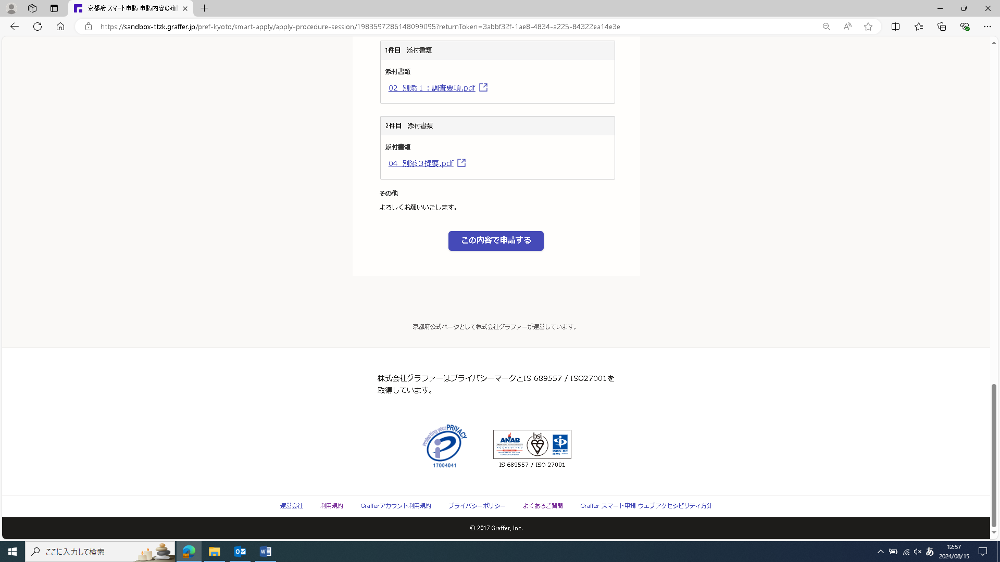 京都府 スマート申請 申請内容の確認
https://sandbox-ttzk.graffer.jp/pref-kyoto/smart-apply/apply-procedure-session/1983597286148099095?returnToken=3abbf32f-1ae8-4834-a225-84322ea14e3e
1件目 添付書類
添付書類
02_別添１：調査要項.pdf
2件目 添付書類
添付書類
04_別添３提要.pdf
その他
よろしくお願いいたします。
この内容で申請する
京都府公式ページとして株式会社グラファーが運営しています。
株式会社グラファーはプライバシーマークとIS 689557 / ISO27001を
取得しています。
Protecting your PRIVACY
17004041
ANAB
ACCREDITED
MANAGEMENT SYSTEMS
CERTIFICATION BODY
bsi
ISMS-AC
ISMS
IS 689557 / ISO 27001
運営会社 利用規約 Grafferアカウント利用規約 プライバシーポリシー よくあるご質問 Graffer スマート申請 ウェブアクセシビリティ方針
© 2017 Graffer, Inc.
ここに入力して検索
あ
12:57
2024/08/15